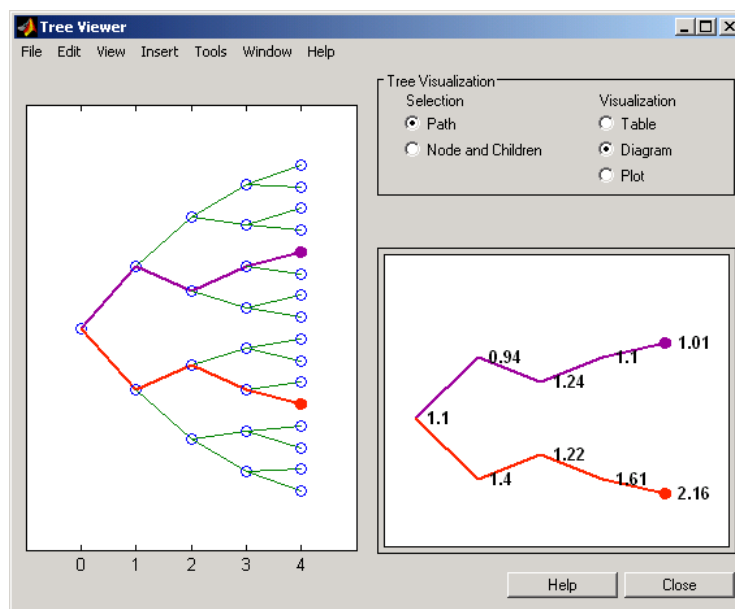 Tree Viewer
File Edit View Insert Tools Window Help
Tree Visualization
Selection
Path
Node and Children
Visualization
Table
Diagram
Plot
0 1 2 3 4
1.01
0.94
1.1
1.24
1.1
1.22
1.4
1.61
2.16
Help
Close